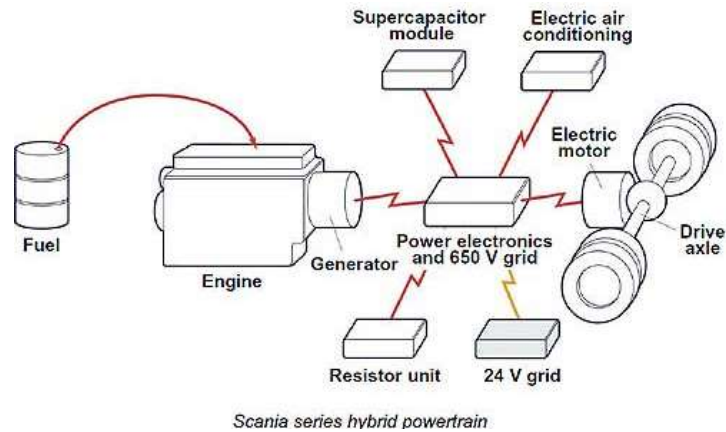 Supercapacitor
module
Electric air
conditioning
Electric
motor
Fuel
Engine
Generator
Power electronics
and 650 V grid
Drive
axle
Resistor unit
24 V grid
Scania series hybrid powertrain